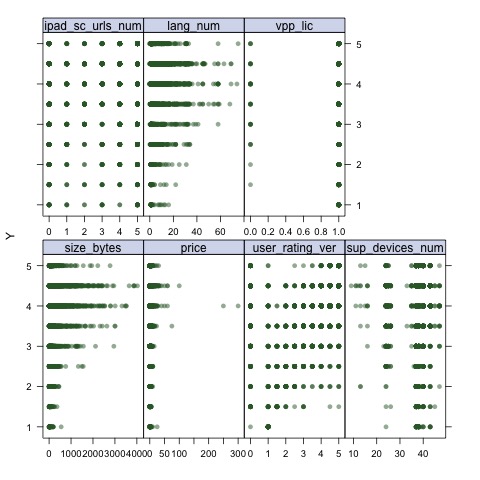 ipad_sc_urls_num lang_num vpp_lic
5
4
3
2
1
0 1 2 3 4 5 0 20 40 60 0.0 0.2 0.4 0.6 0.8 1.0
Y
size_bytes price user_rating_ver sup_devices_num
5
4
3
2
1
0 1000 2000 3000 4000 0 50 100 200 300 0 1 2 3 4 5 10 20 30 40